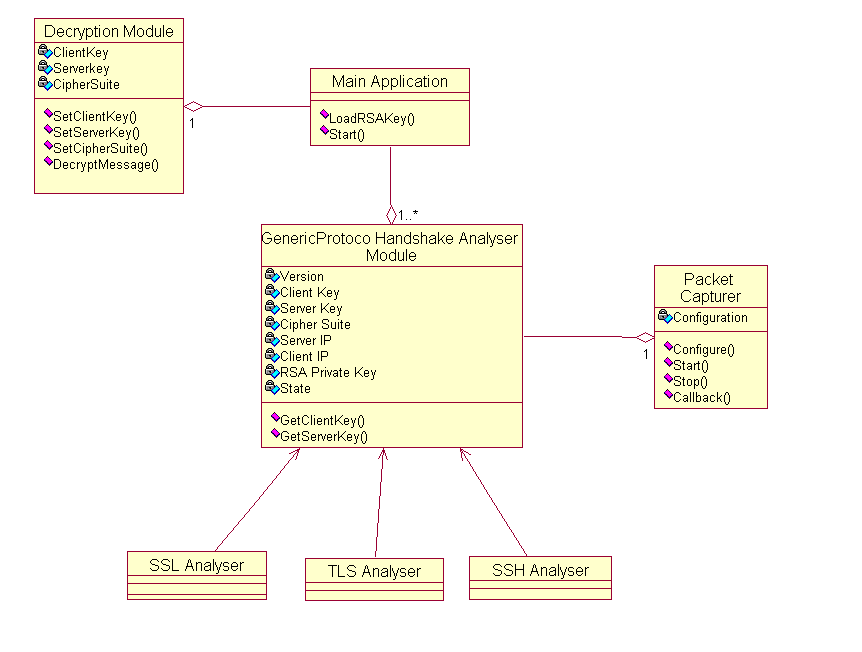 Decryption Module
ClientKey
Serverkey
CipherSuite
SetClientKey()
SetServerKey()
SetCipherSuite()
DecryptMessage()
1
Main Application
LoadRSAKey()
Start()
1..*
GenericProtoco Handshake Analyser
Module
Version
Client Key
Server Key
Cipher Suite
Server IP
Client IP
RSA Private Key
State
GetClientKey()
GetServerKey()
1
Packet
Capturer
Configuration
Configure()
Start()
Stop()
Callback()
SSL Analyser
TLS Analyser
SSH Analyser